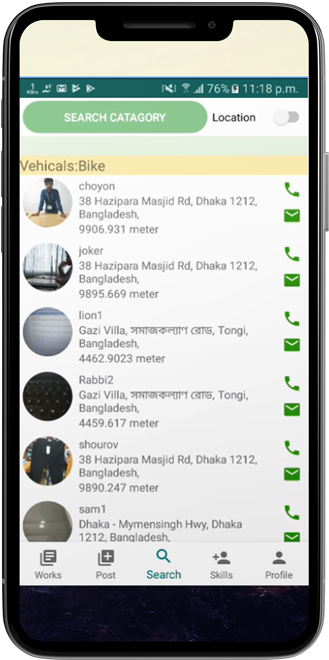 1
KB/s
76%
11:18 p.m.
SEARCH CATAGORY
Location
Vehicals:Bike
choyon
38 Hazipara Masjid Rd, Dhaka 1212,
Bangladesh,
9906.931 meter
joker
38 Hazipara Masjid Rd, Dhaka 1212,
Bangladesh,
9895.669 meter
lion1
Gazi Villa, সমাজকল্যাণ রোড, Tongi,
Bangladesh,
4462.9023 meter
Rabbi2
Gazi Villa, সমাজকল্যাণ রোড, Tongi,
Bangladesh,
4459.617 meter
shourov
38 Hazipara Masjid Rd, Dhaka 1212,
Bangladesh,
9890.247 meter
sam1
Dhaka - Mymensingh Hwy, Dhaka
1212, Bangladesh,
Works
Post
Search
Skills
Profile